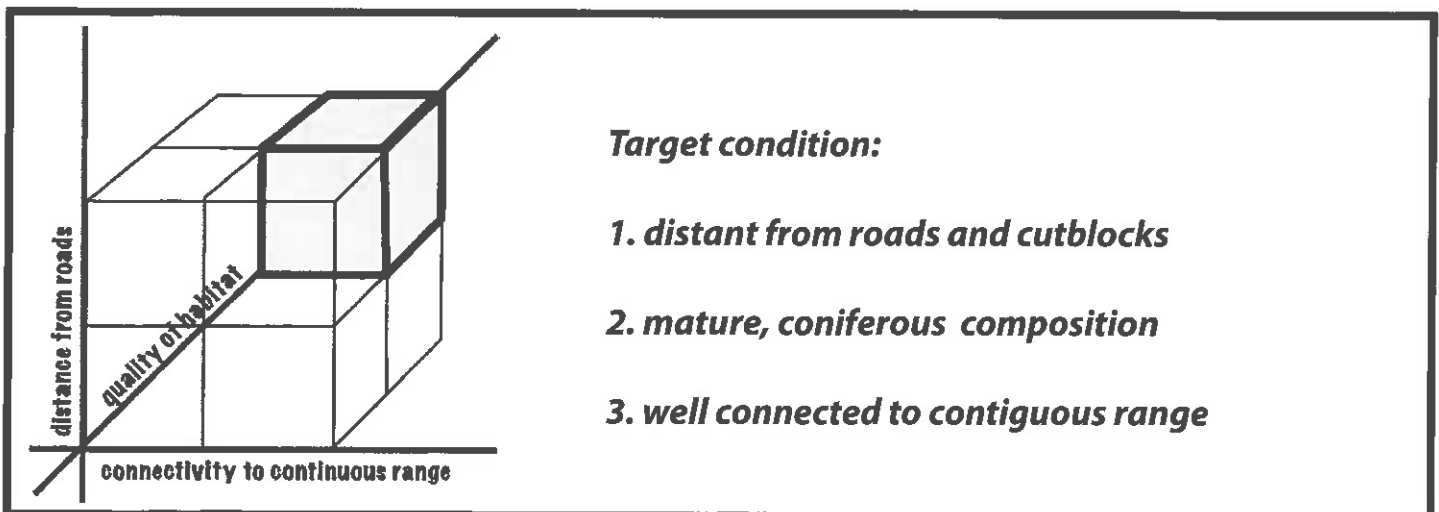 distance from roads
quality of habitat
connectivity to continuous range
Target condition:
1. distant from roads and cutblocks
2. mature, coniferous composition
3. well connected to contiguous range